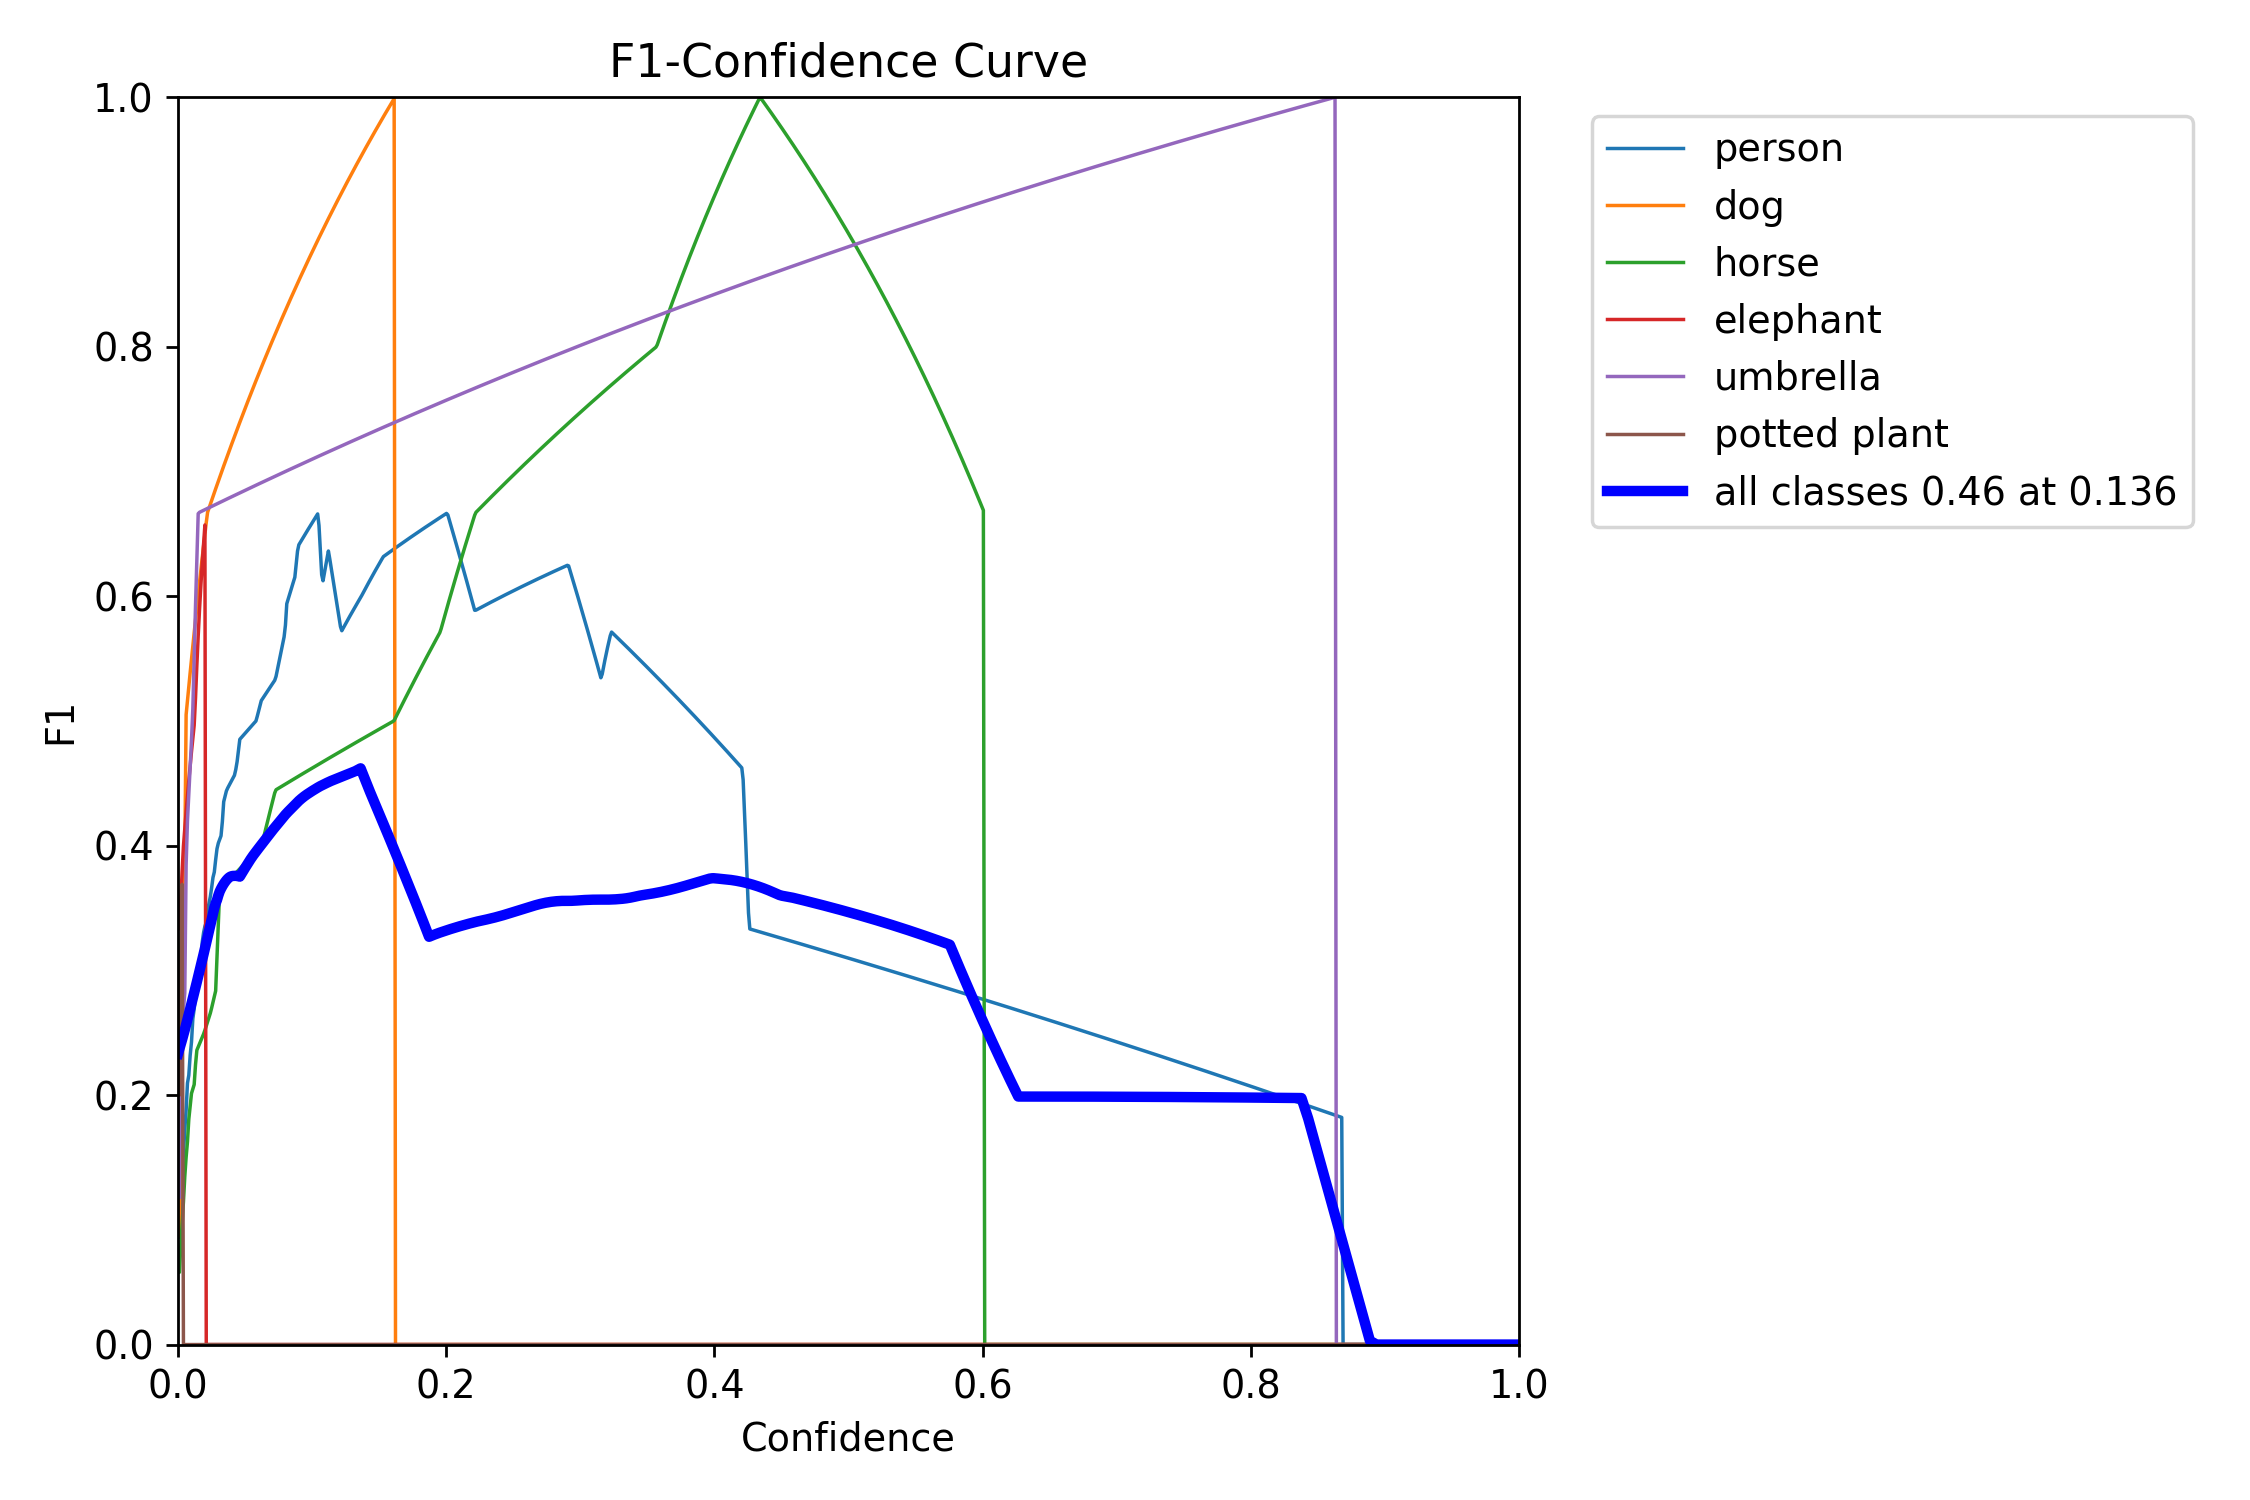 F1-Confidence Curve
1.0
0.8
0.6
0.4
0.2
0.0
F1
0.0 0.2 0.4 0.6 0.8 1.0
Confidence
person
dog
horse
elephant
umbrella
potted plant
all classes 0.46 at 0.136